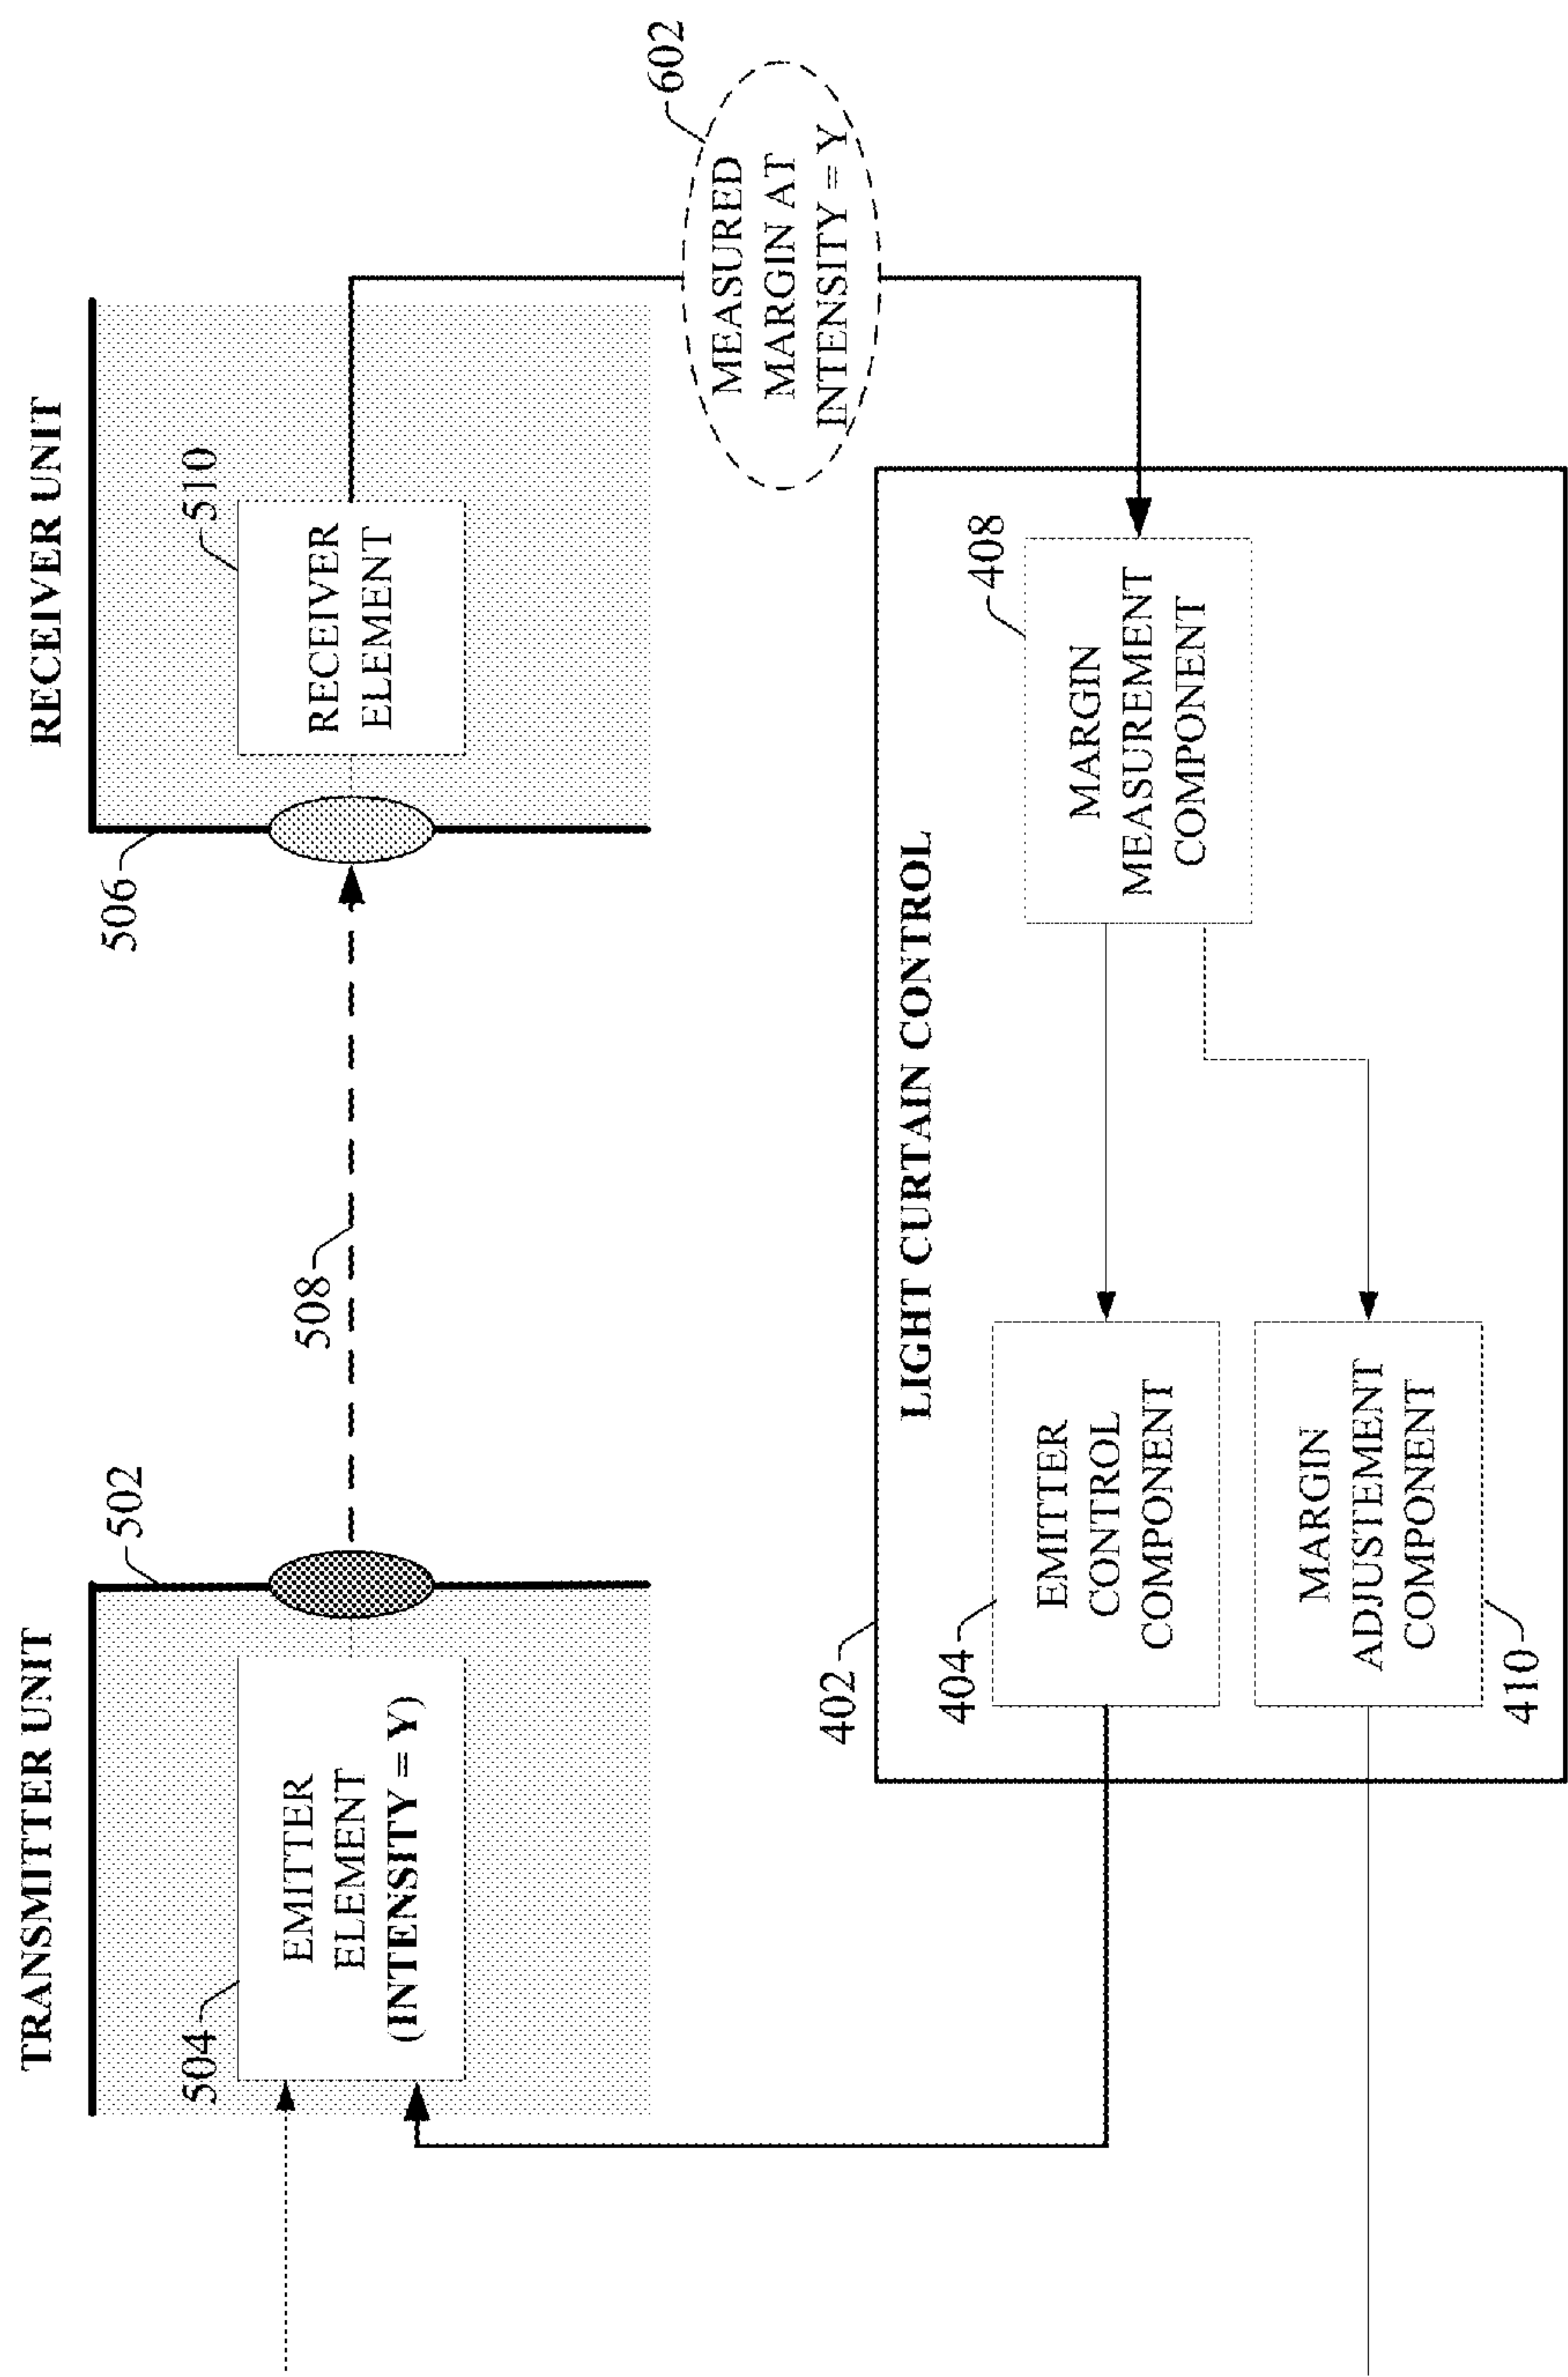 TRANSMITTER UNIT
RECEIVER UNIT
504
EMITTER
ELEMENT
(INTENSITY = Y)
502
508
506
510
RECEIVER
ELEMENT
602
MEASURED
MARGIN AT
INTENSITY = Y
402
LIGHT CURTAIN CONTROL
404
EMITTER
CONTROL
COMPONENT
408
MARGIN
MEASUREMENT
COMPONENT
MARGIN
ADJUSTEMENT
COMPONENT
410